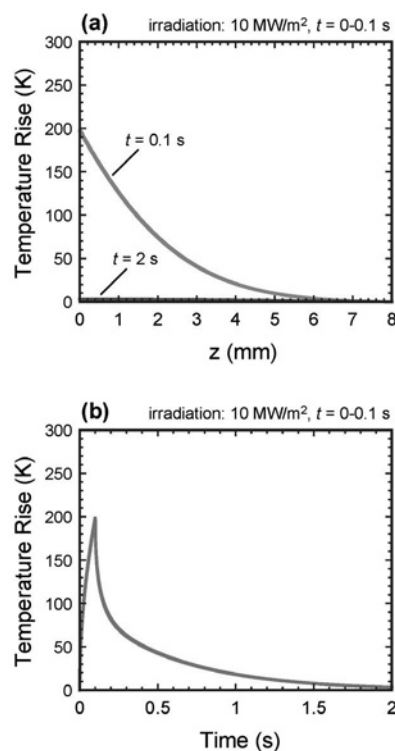 (a) irradiation: 10 MW/m², t = 0-0.1 s
300
250
200
150
100
50
0
Temperature Rise (K)
t = 0.1 s
t = 2 s
0 1 2 3 4 5 6 7 8
z (mm)
(b) irradiation: 10 MW/m², t = 0-0.1 s
300
250
200
150
100
50
0
Temperature Rise (K)
0 0.5 1 1.5 2
Time (s)